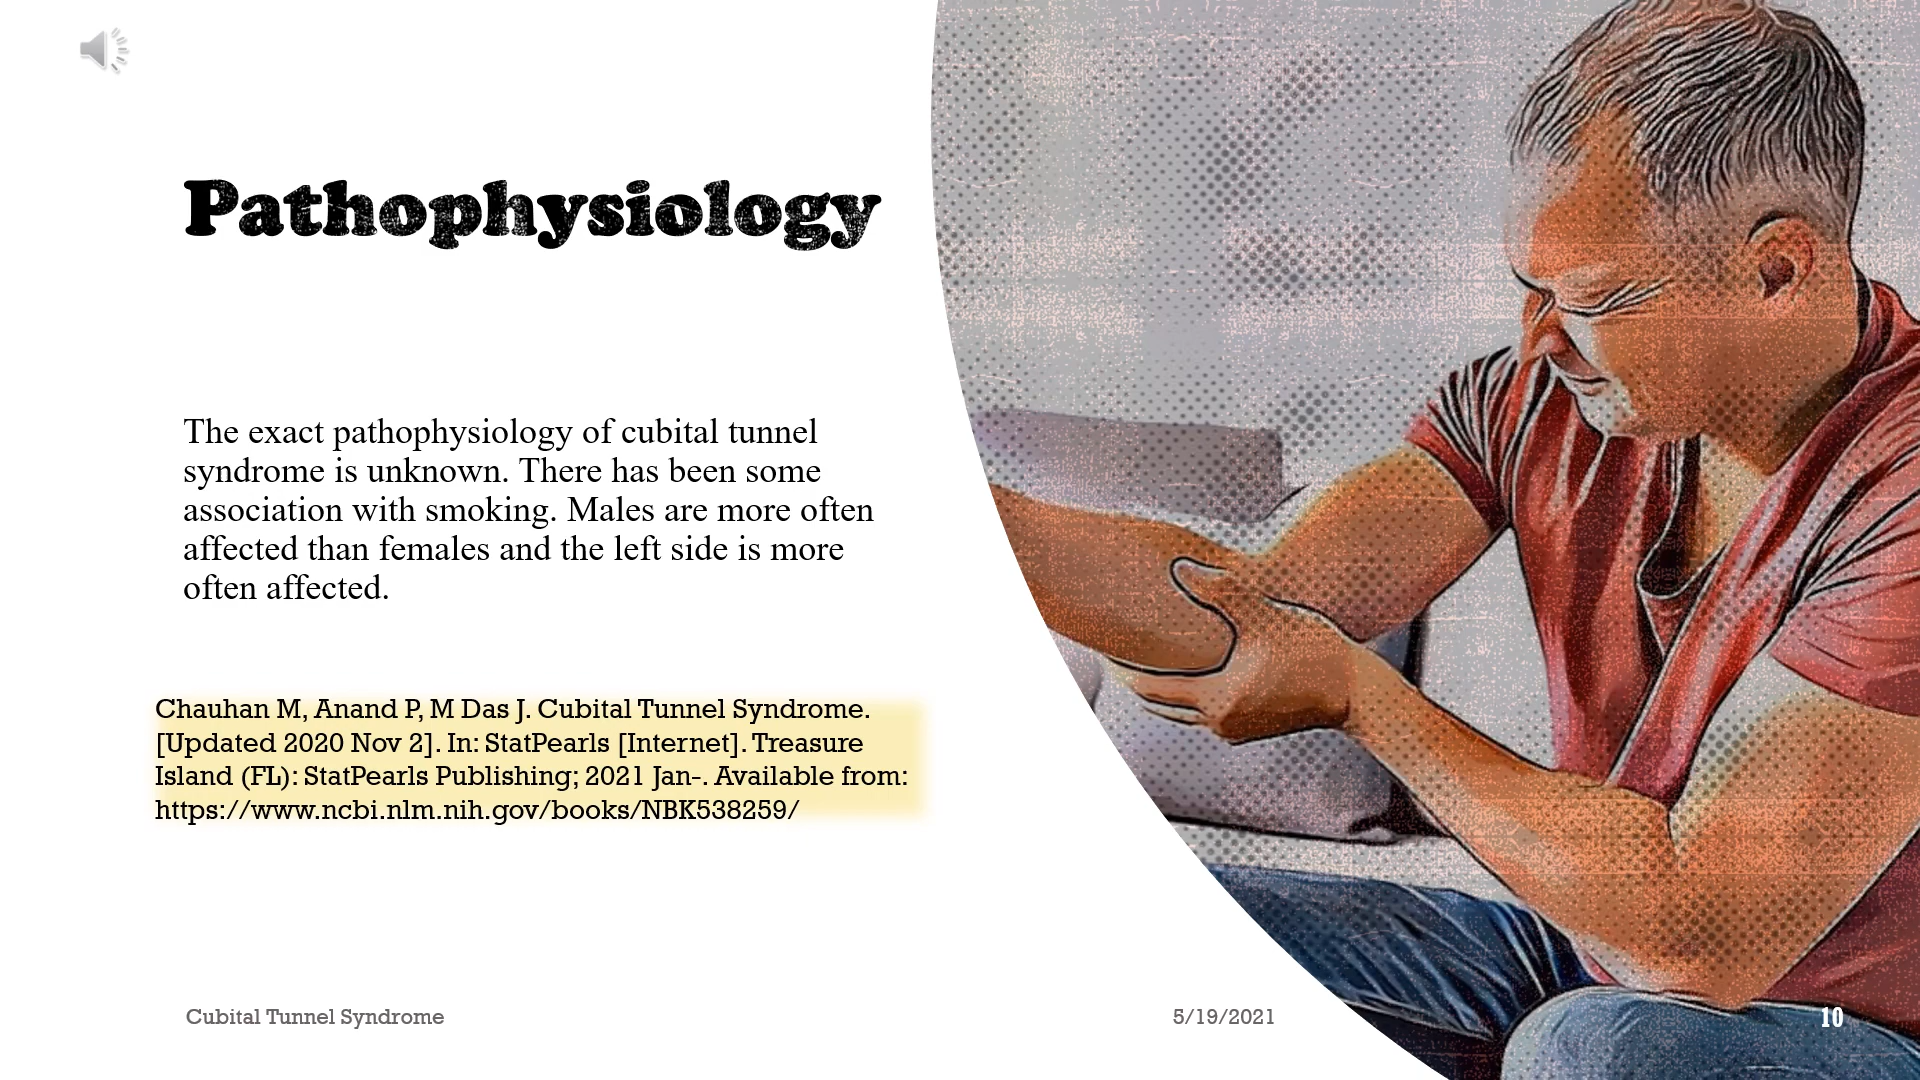 Pathophysiology
The exact pathophysiology of cubital tunnel
syndrome is unknown. There has been some
association with smoking. Males are more often
affected than females and the left side is more
often affected.
Chauhan M, Anand P, M Das J. Cubital Tunnel Syndrome.
[Updated 2020 Nov 2]. In: StatPearls [Internet]. Treasure
Island (FL): StatPearls Publishing; 2021 Jan-. Available from:
https://www.ncbi.nlm.nih.gov/books/NBK538259/
Cubital Tunnel Syndrome
5/19/2021
10